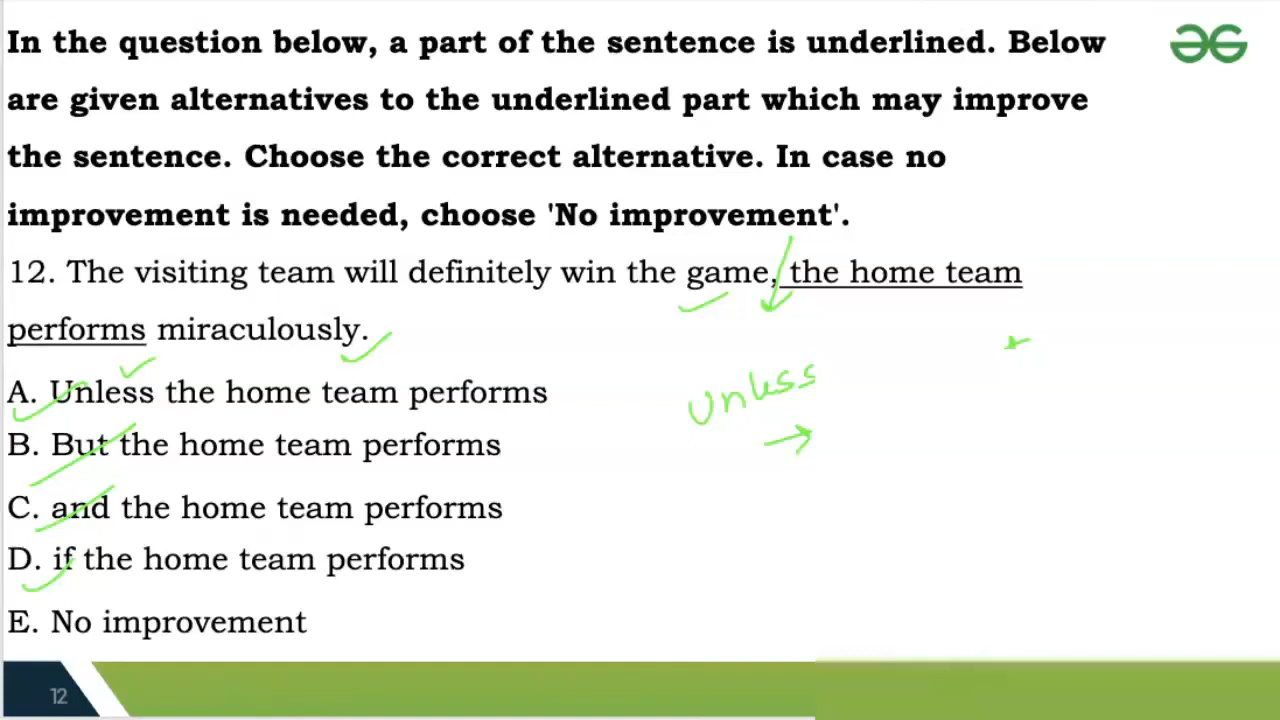 In the question below, a part of the sentence is underlined. Below
are given alternatives to the underlined part which may improve
the sentence. Choose the correct alternative. In case no
improvement is needed, choose 'No improvement'.
12. The visiting team will definitely win the game, the home team
performs miraculously.
A. Unless the home team performs
unless
B. But the home team performs
C. and the home team performs
D. if the home team performs
E. No improvement
12